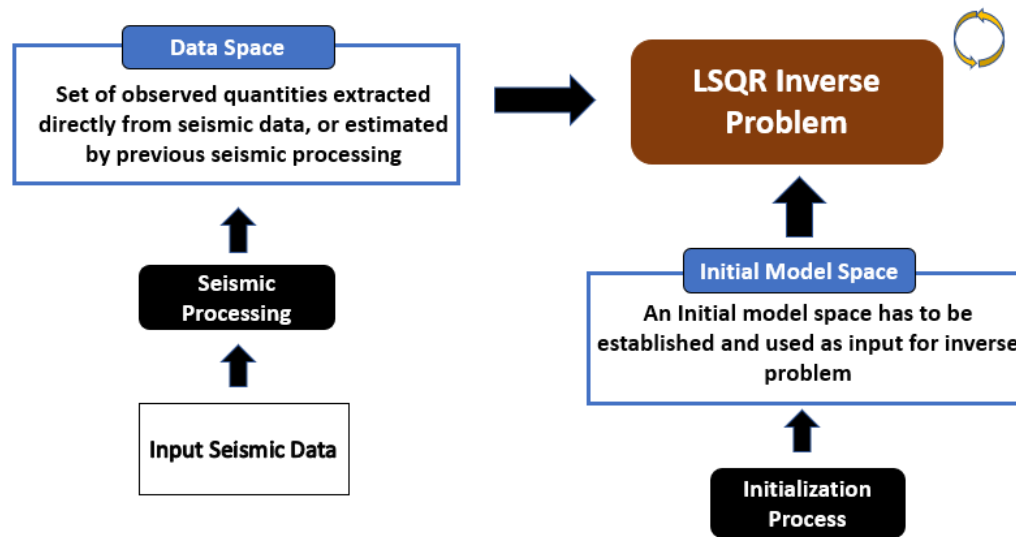 Data Space
Set of observed quantities extracted
directly from seismic data, or estimated
by previous seismic processing
Seismic
Processing
Input Seismic Data
LSQR Inverse
Problem
Initial Model Space
An Initial model space has to be
established and used as input for inverse
problem
Initialization
Process